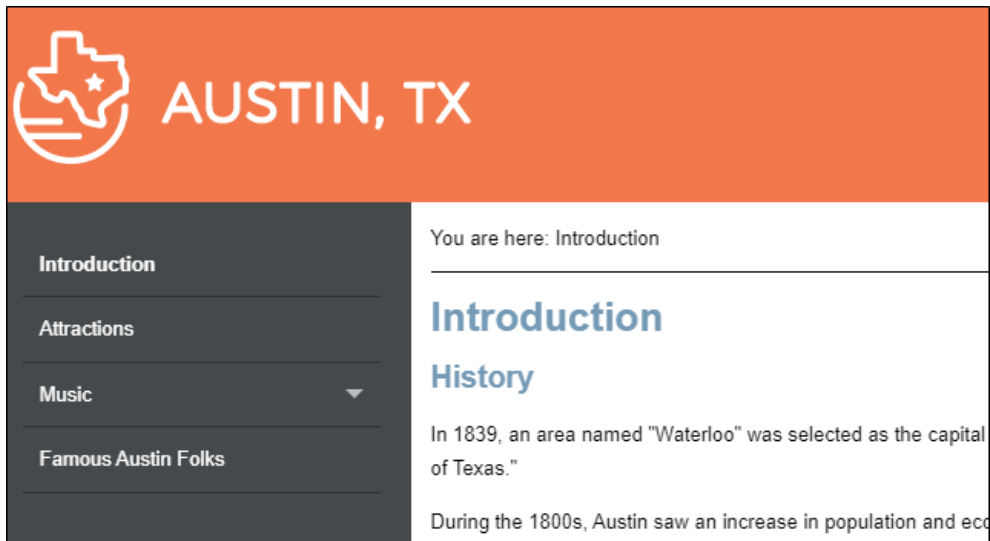 AUSTIN, TX
Introduction
Attractions
Music
Famous Austin Folks
You are here: Introduction
Introduction
History
In 1839, an area named "Waterloo" was selected as the capital
of Texas."
During the 1800s, Austin saw an increase in population and